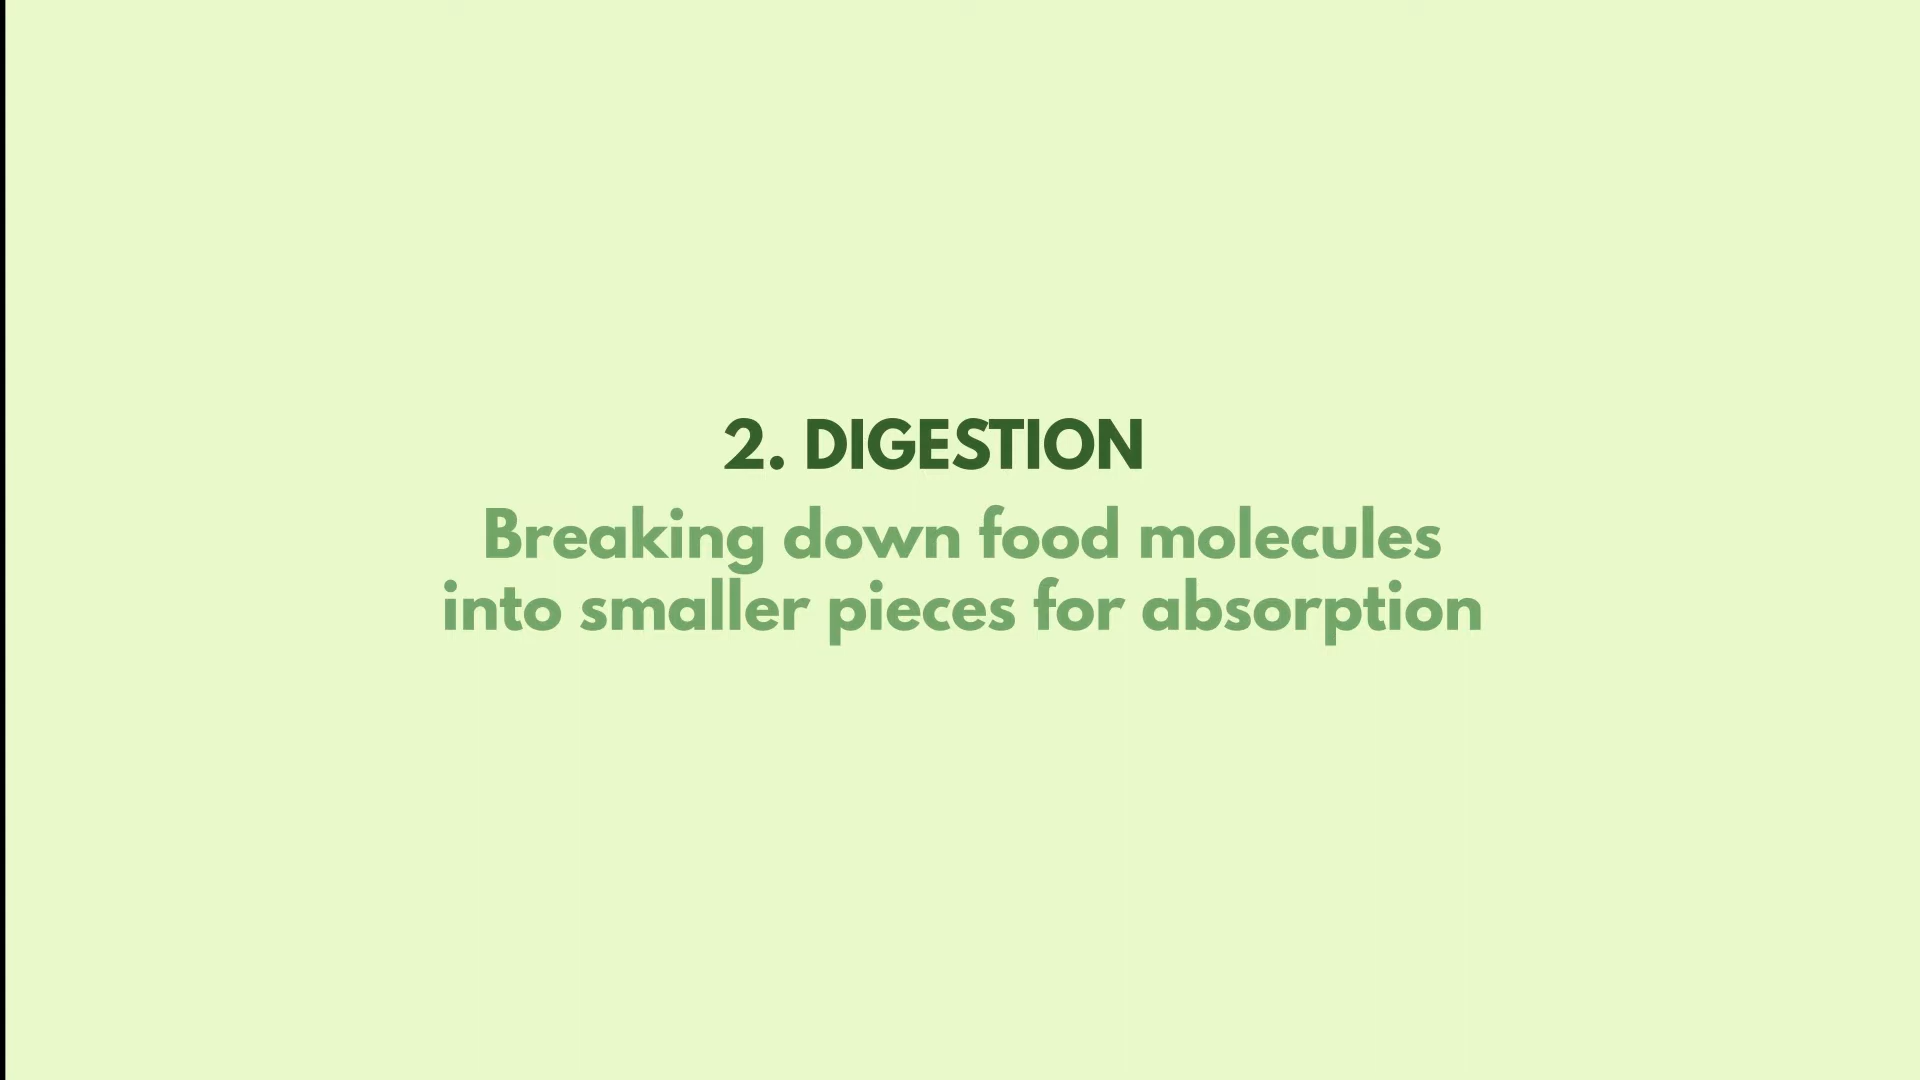 2. DIGESTION
Breaking down food molecules
into smaller pieces for absorption